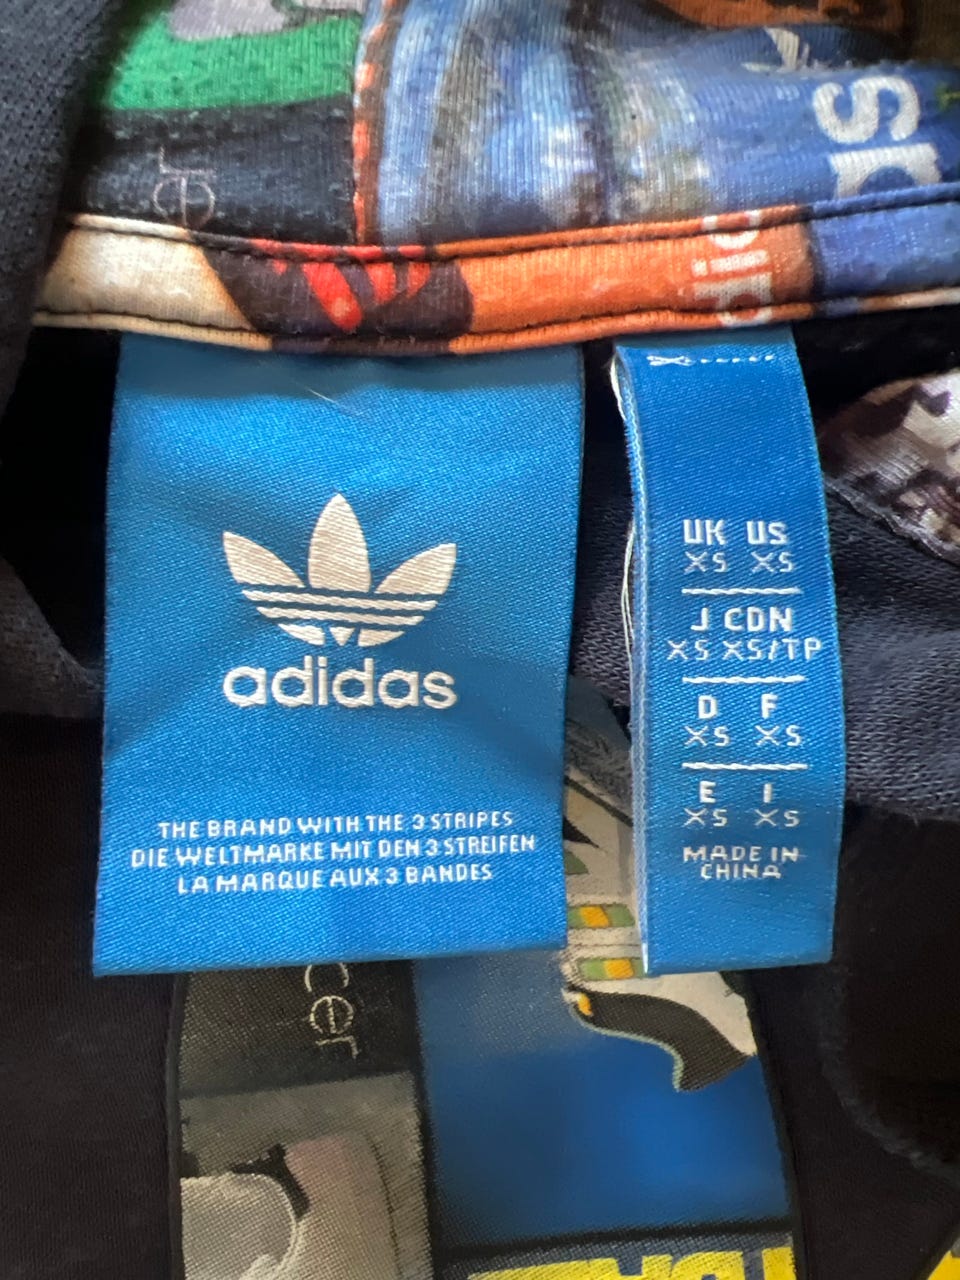 adidas
THE BRAND WITH THE 3 STRIPES
DIE WELTMARKE MIT DEN 3 STREIFEN
LA MARQUE AUX 3 BANDES
UK US
XS XS
J CDN
XS XS/TP
D F
XS XS
E I
XS XS
MADE IN
CHINA
cer